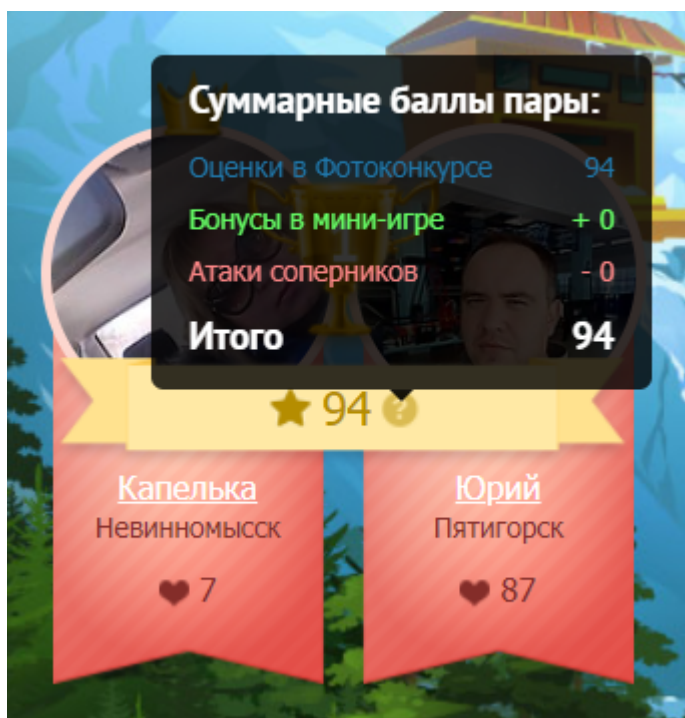 Суммарные баллы пары:
Оценки в Фотоконкурсе 94
Бонусы в мини-игре + 0
Атаки соперников - 0
Итого 94
94 ?
Капелька Юрий
Невинномысск Пятигорск
7 87